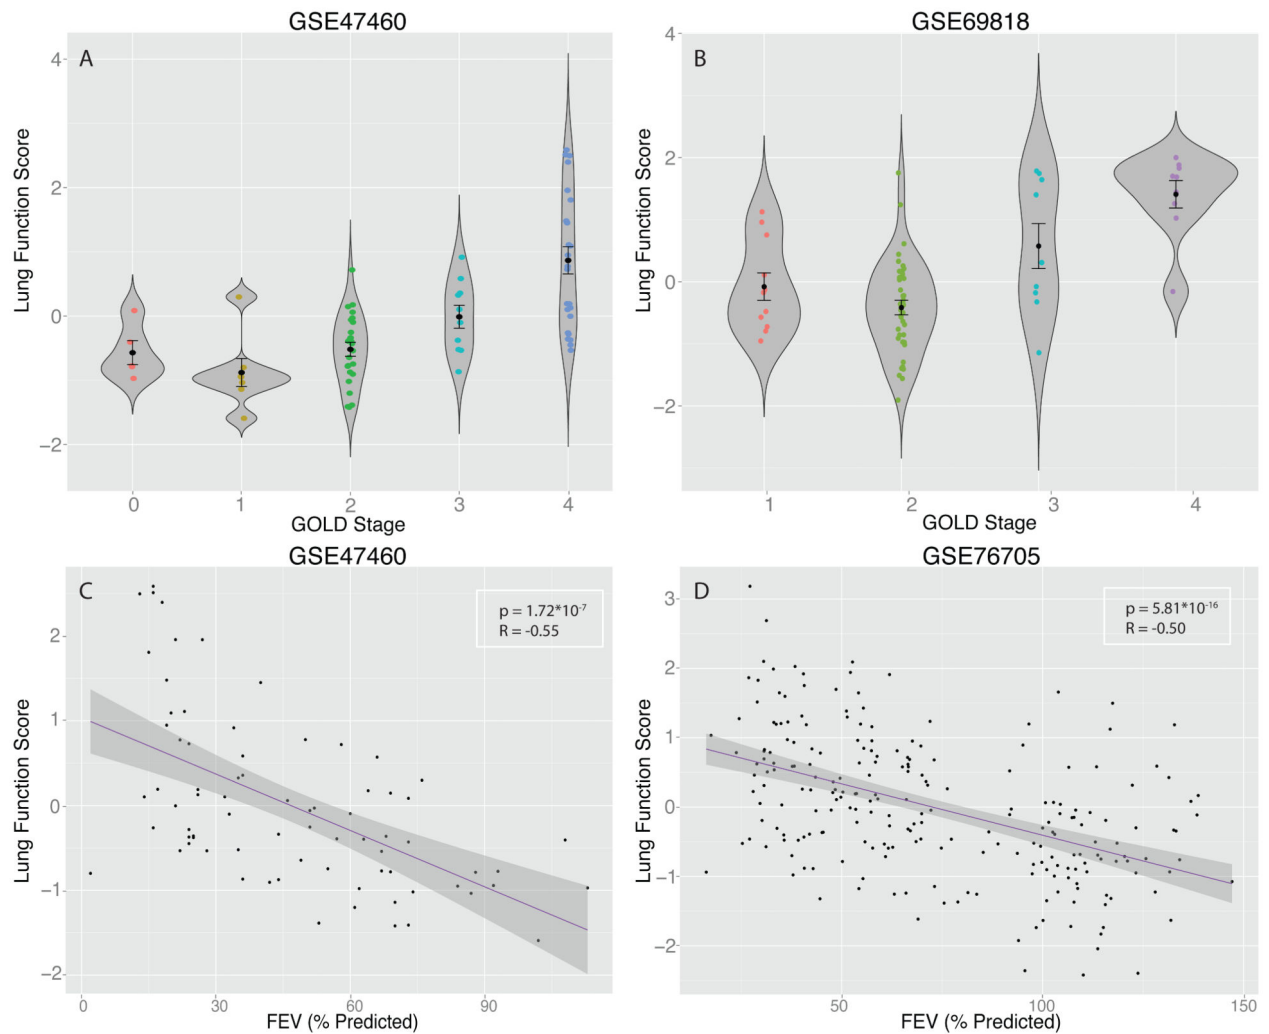 GSE47460
A
Lung Function Score
4
2
0
−2
0 1 2 3 4
GOLD Stage
GSE69818
B
Lung Function Score
4
2
0
−2
1 2 3 4
GOLD Stage
GSE47460
C
p = 1.72*10-7
R = -0.55
Lung Function Score
2
1
0
−1
−2
0 30 60 90
FEV (% Predicted)
GSE76705
D
p = 5.81*10-16
R = -0.50
Lung Function Score
3
2
1
0
−1
−2
50 100 150
FEV (% Predicted)